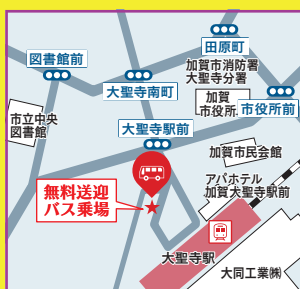 田原町
図書館前
加賀市消防署
大聖寺分署
大聖寺南町
加賀
市役所
市役所前
市立中央
図書館
大聖寺駅前
加賀市民会館
無料送迎
バス乗場
アパホテル
加賀大聖寺駅前
大聖寺駅
大同工業㈱